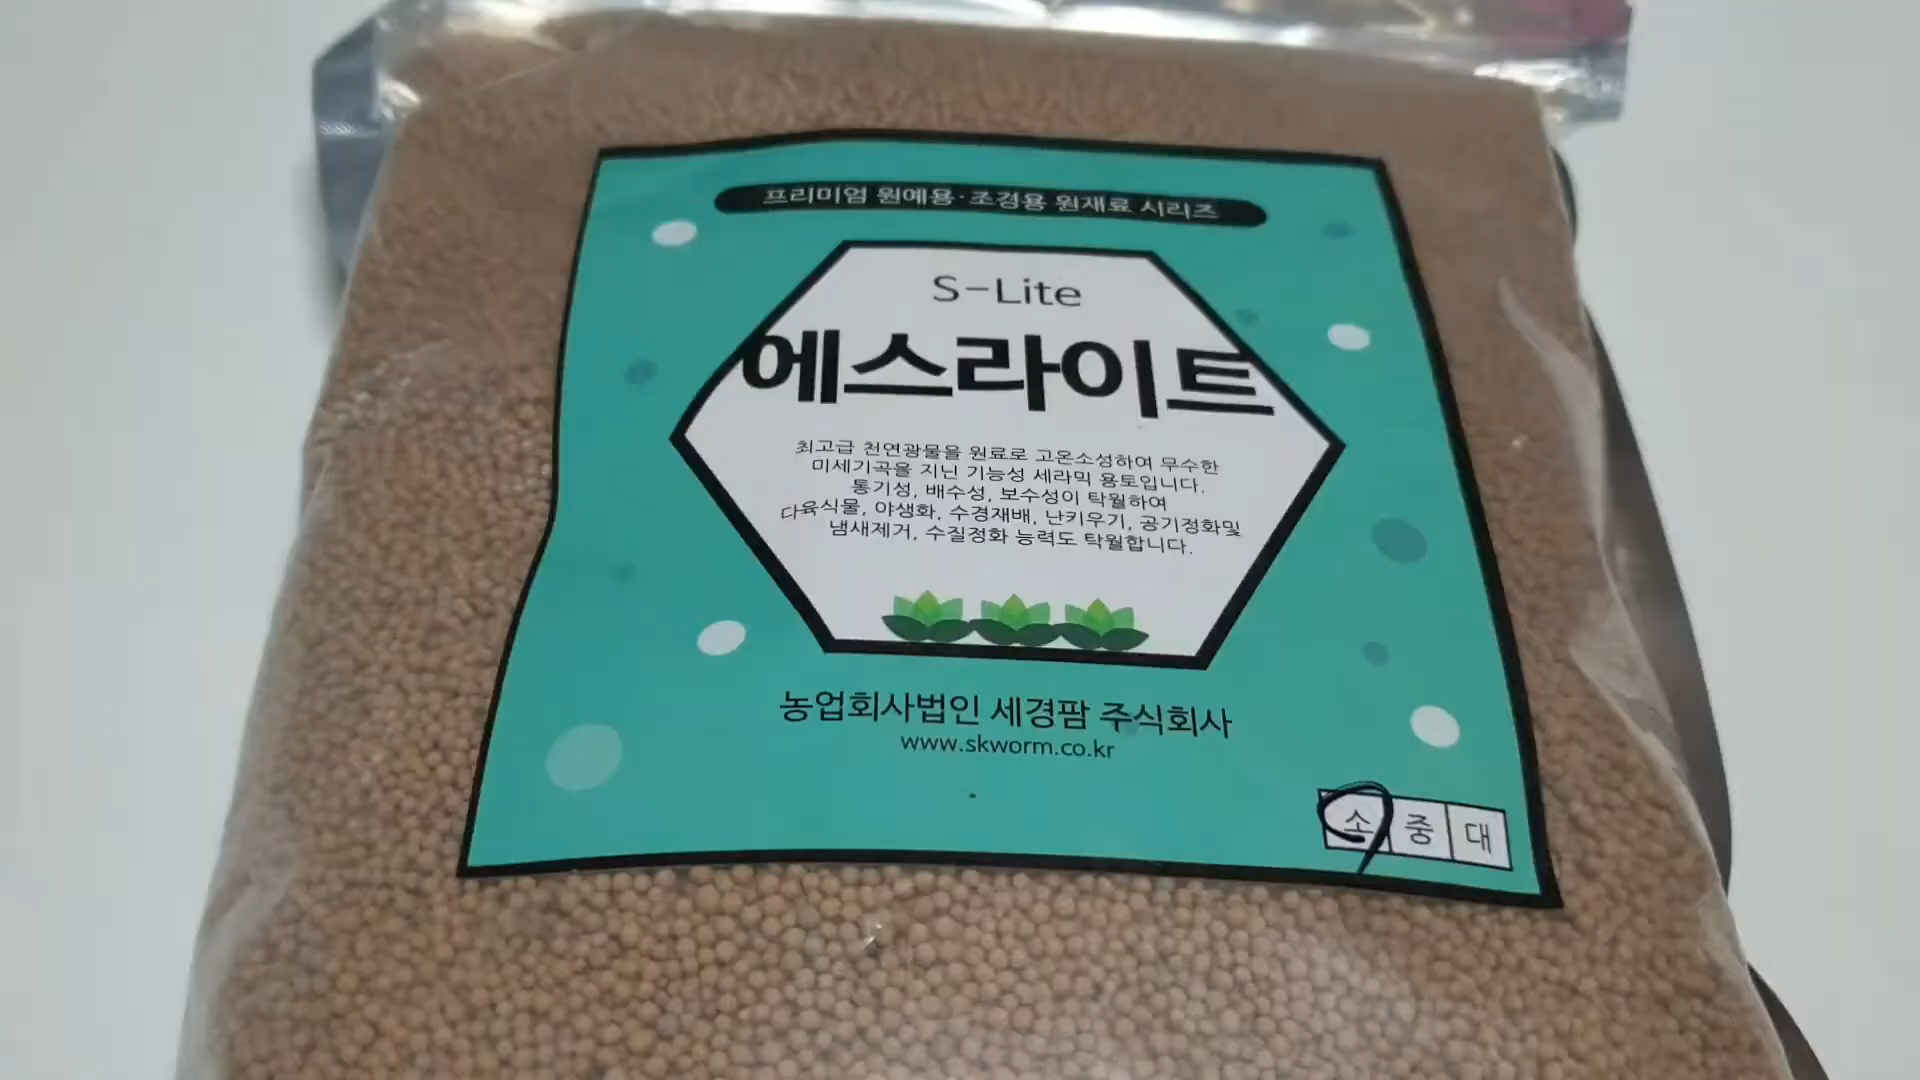 프리미엄 원예용·조경용 원재료 시리즈
S-Lite
에스라이트
최고급 천연광물을 원료로 고온소성하여 무수한
미세기곡을 지닌 기능성 세라믹 용토입니다.
통기성, 배수성, 보수성이 탁월하여
다육식물, 야생화, 수경재배, 난키우기, 공기정화및
냄새제거, 수질정화 능력도 탁월합니다.
농업회사법인 세경팜 주식회사
www.skworm.co.kr
소 중 대